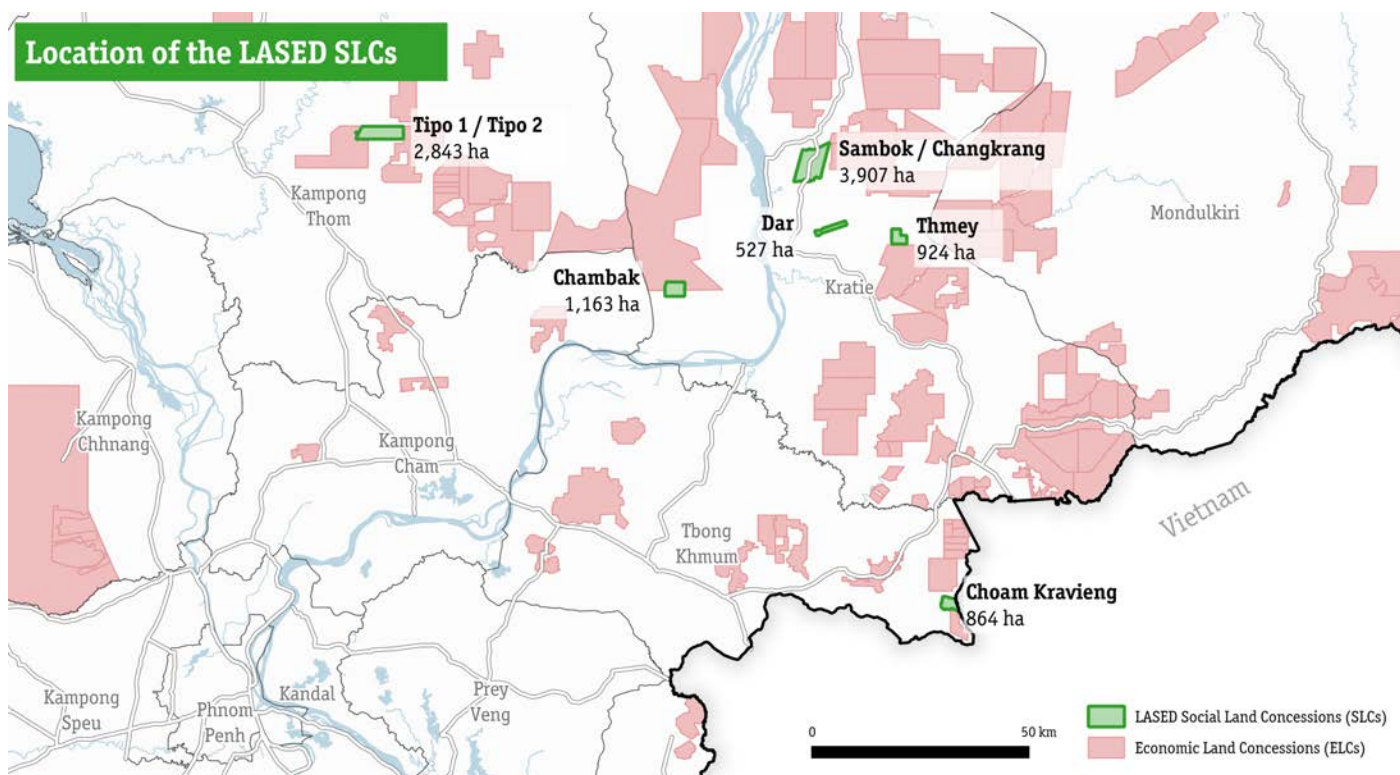 Location of the LASED SLCs
Tipo 1 / Tipo 2
2,843 ha
Sambok / Changkrang
3,907 ha
Kampong
Thom
Mondulkiri
Dar
527 ha
Thmey
924 ha
Chambak
1,163 ha
Kratie
Kampong
Chhnang
Kampong
Cham
Vietnam
Tbong
Khmum
Choam Kravieng
864 ha
Kampong
Speu
Phnom
Penh
Kandal
Prey
Veng
0
50 km
LASED Social Land Concessions (SLCs)
Economic Land Concessions (ELCs)